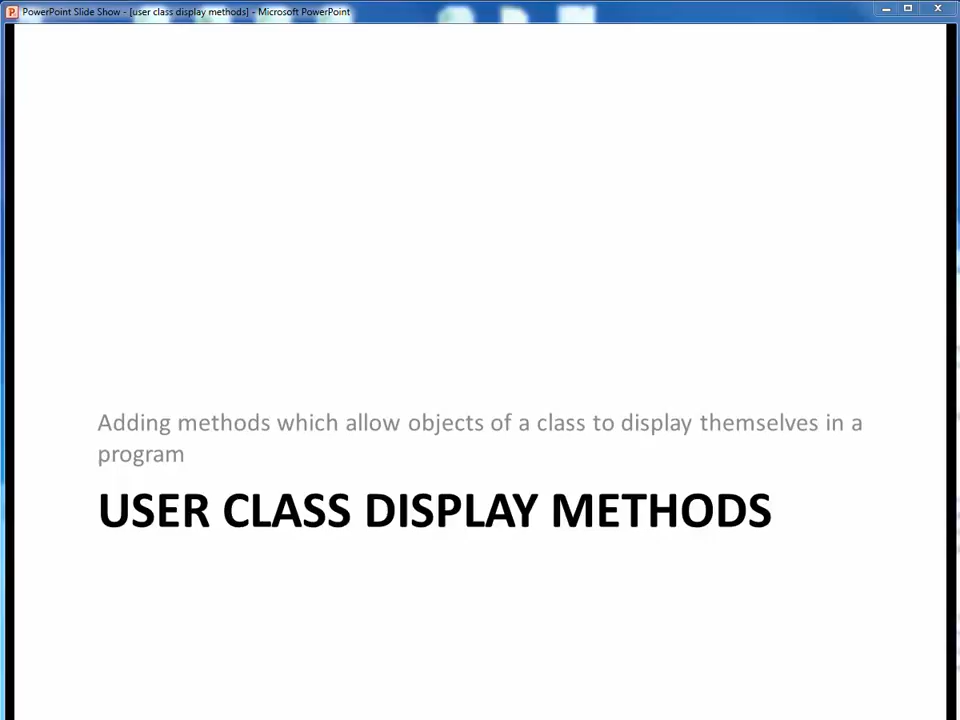 PowerPoint Slide Show - [user class display methods] - Microsoft PowerPoint
Adding methods which allow objects of a class to display themselves in a
program
USER CLASS DISPLAY METHODS